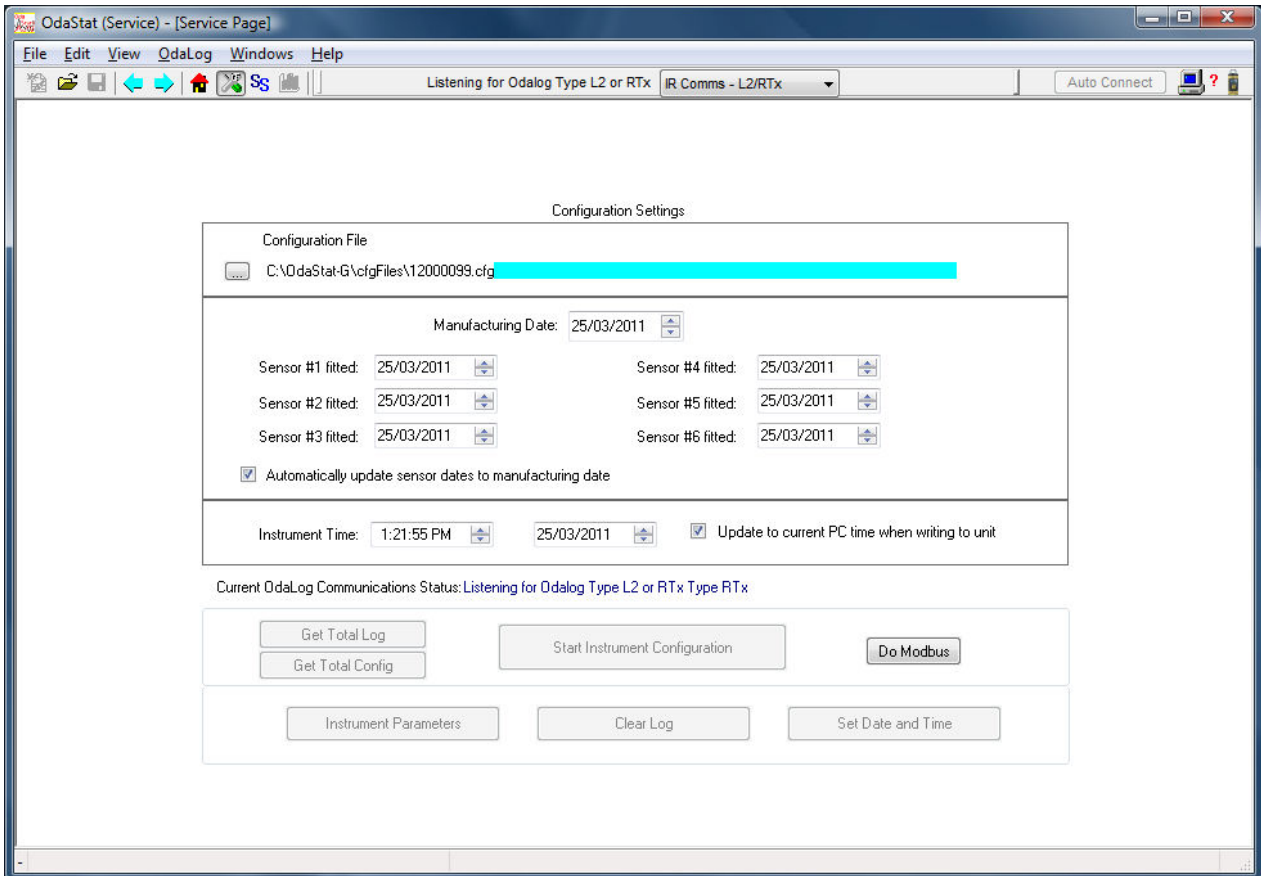 OdaStat (Service) - [Service Page]
File Edit View OdaLog Windows Help
Ss Listening for Odalog Type L2 or RTx IR Comms - L2/RTx Auto Connect ?
Configuration Settings
Configuration File
... C:\OdaStat-G\cfgFiles\12000099.cfg
Manufacturing Date: 25/03/2011
Sensor #1 fitted: 25/03/2011 Sensor #4 fitted: 25/03/2011
Sensor #2 fitted: 25/03/2011 Sensor #5 fitted: 25/03/2011
Sensor #3 fitted: 25/03/2011 Sensor #6 fitted: 25/03/2011
Automatically update sensor dates to manufacturing date
Instrument Time: 1:21:55 PM 25/03/2011 Update to current PC time when writing to unit
Current OdaLog Communications Status: Listening for Odalog Type L2 or RTx Type RTx
Get Total Log
Start Instrument Configuration Do Modbus
Get Total Config
Instrument Parameters Clear Log Set Date and Time
-